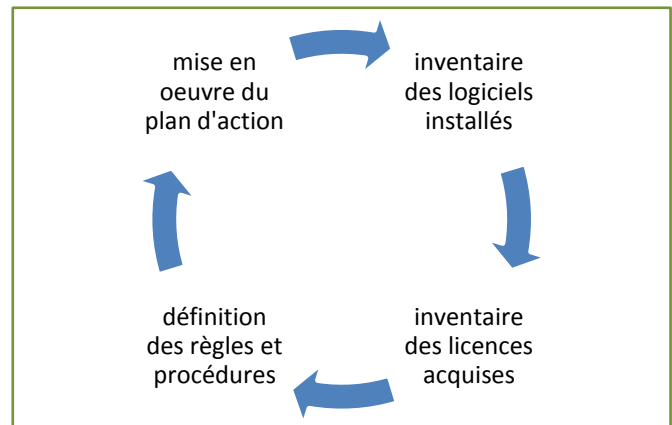 mise en
oeuvre du
plan d'action
inventaire
des logiciels
installés
définition
des règles et
procédures
inventaire
des licences
acquises